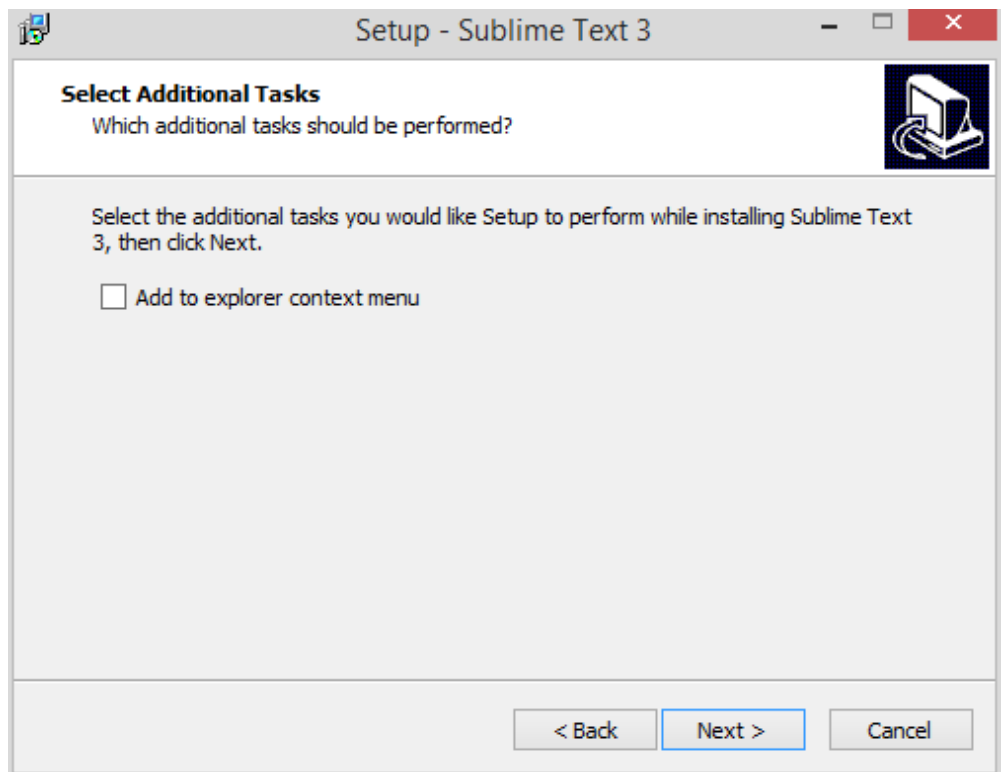 Setup - Sublime Text 3
Select Additional Tasks
Which additional tasks should be performed?
Select the additional tasks you would like Setup to perform while installing Sublime Text
3, then click Next.
Add to explorer context menu
< Back
Next >
Cancel